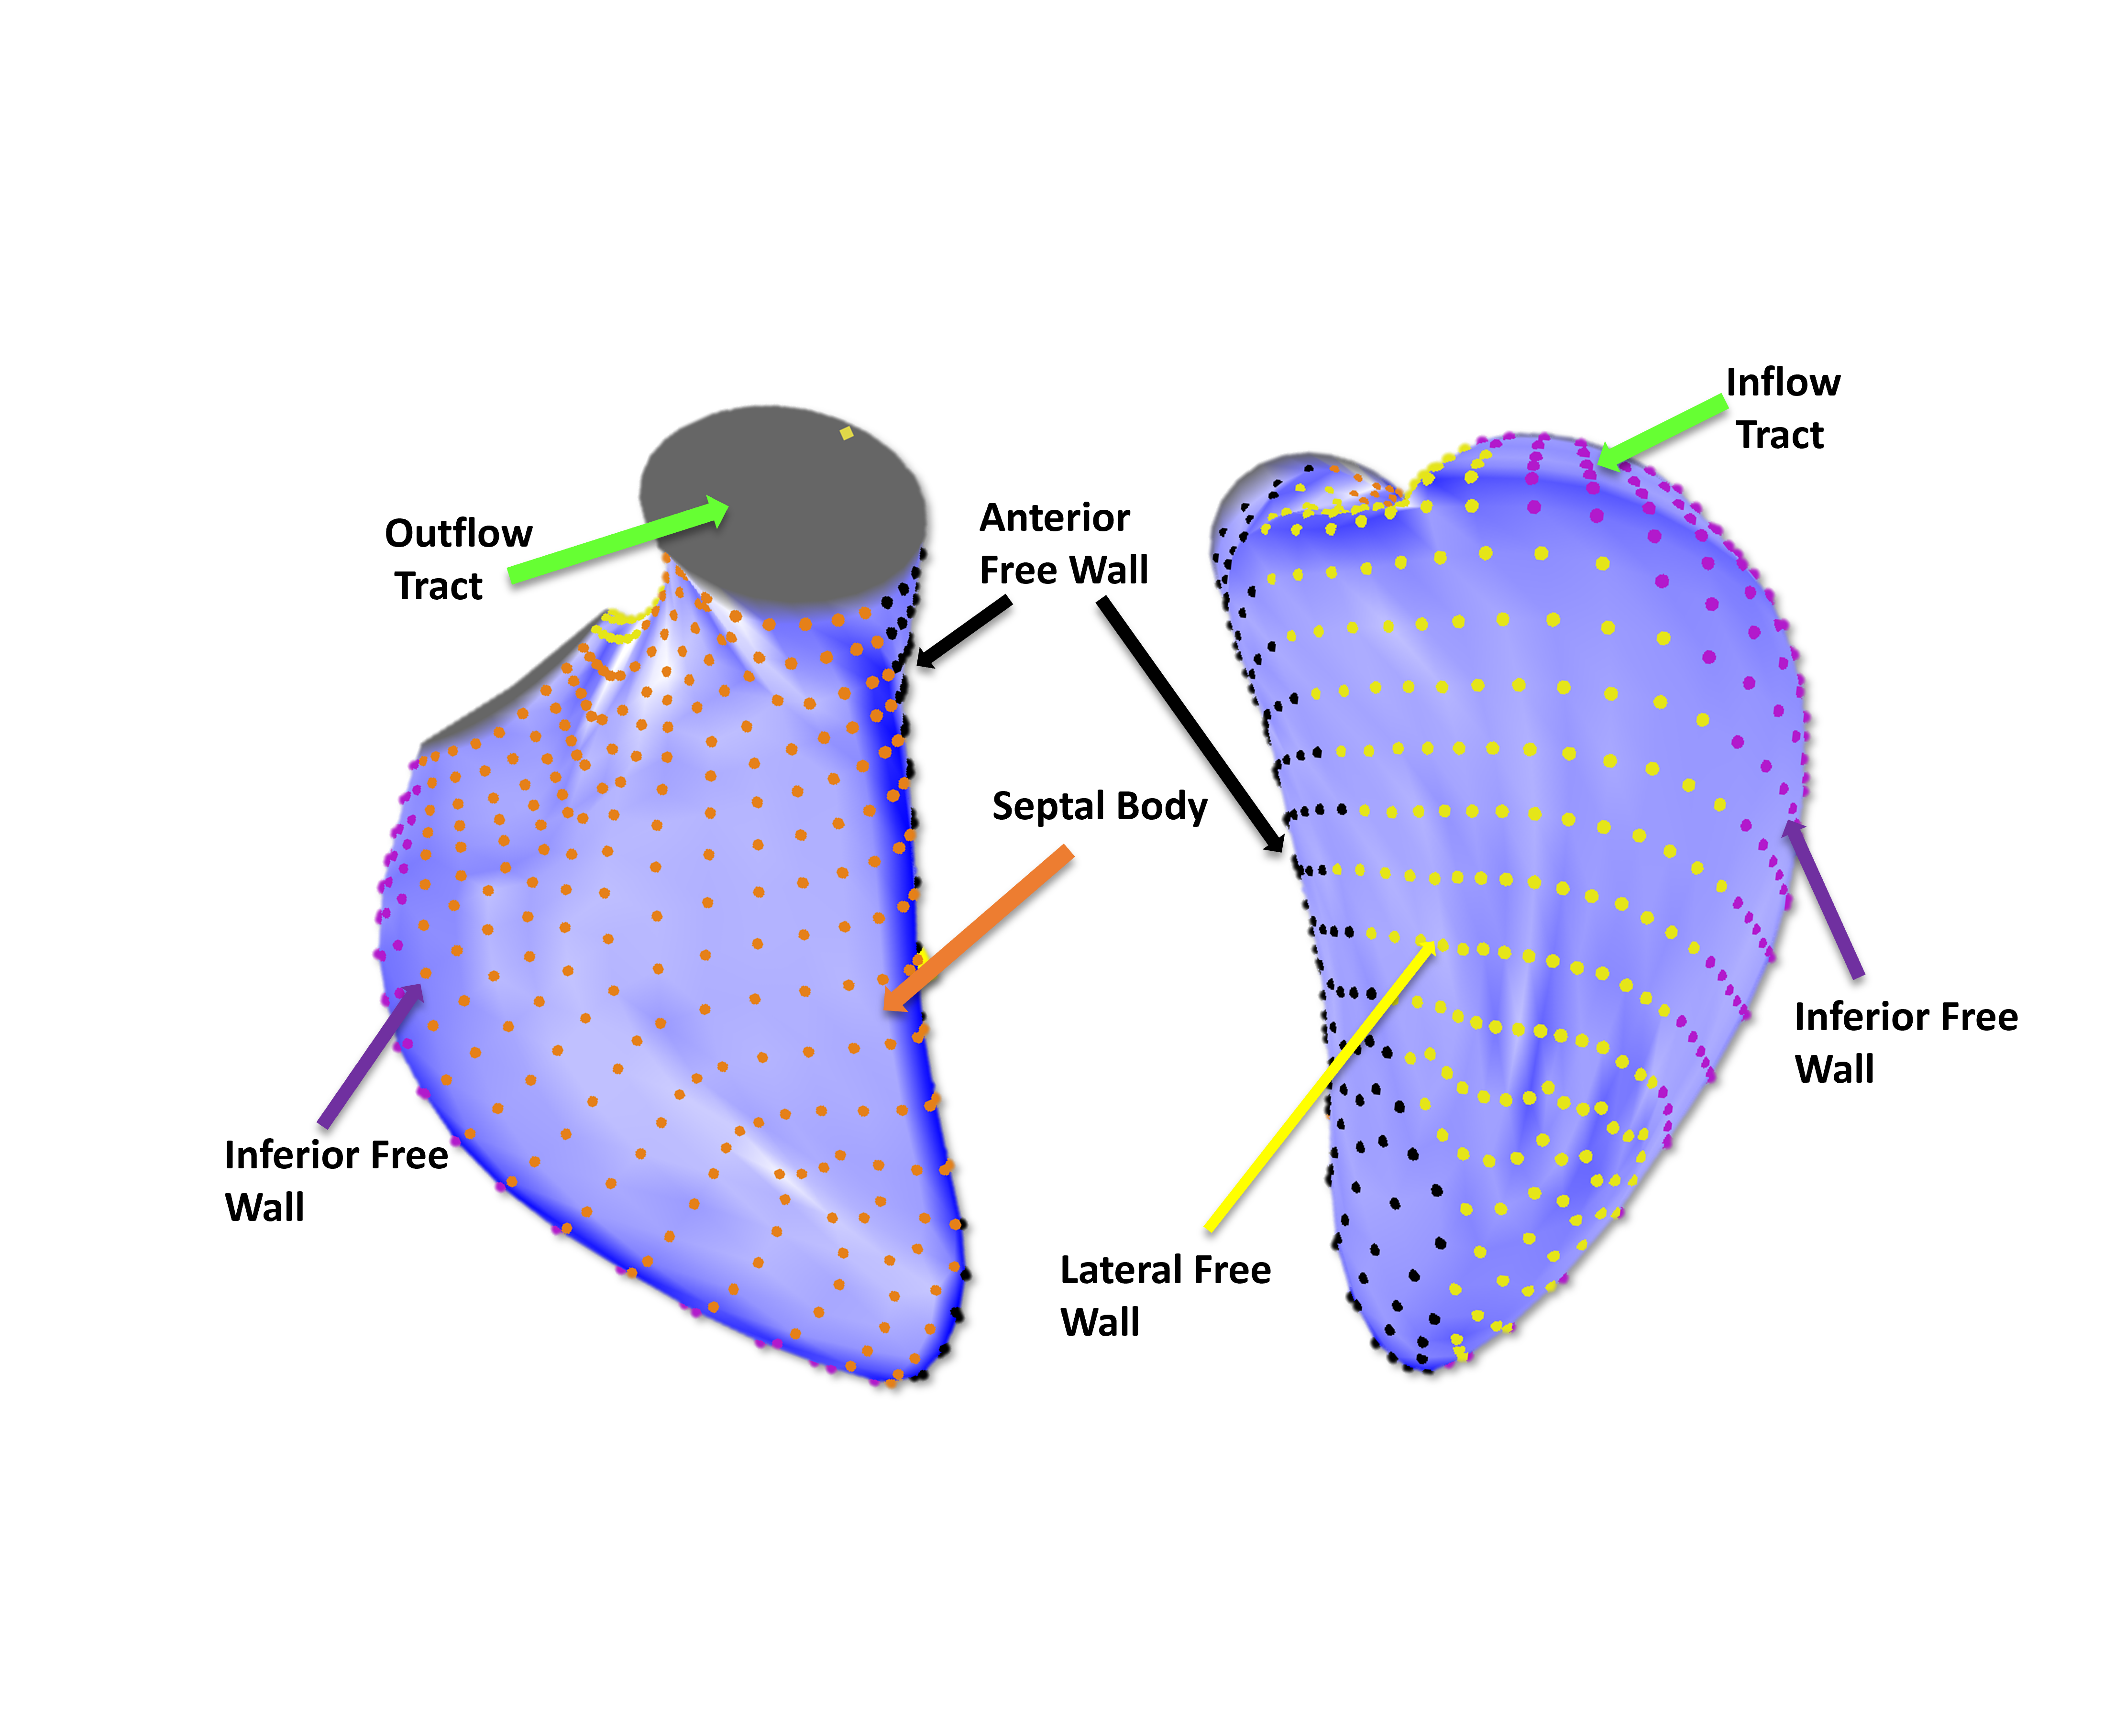 Inflow
Tract
Outflow
Tract
Anterior
Free Wall
Septal Body
Inferior Free
Wall
Inferior Free
Wall
Lateral Free
Wall